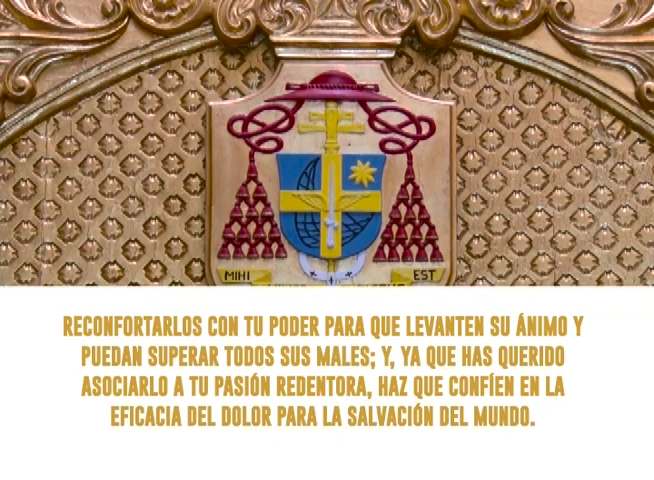 MIHI EST
RECONFORTARLOS CON TU PODER PARA QUE LEVANTEN SU ÁNIMO Y
PUEDAN SUPERAR TODOS SUS MALES; Y, YA QUE HAS QUERIDO
ASOCIARLO A TU PASIÓN REDENTORA, HAZ QUE CONFÍEN EN LA
EFICACIA DEL DOLOR PARA LA SALVACIÓN DEL MUNDO.